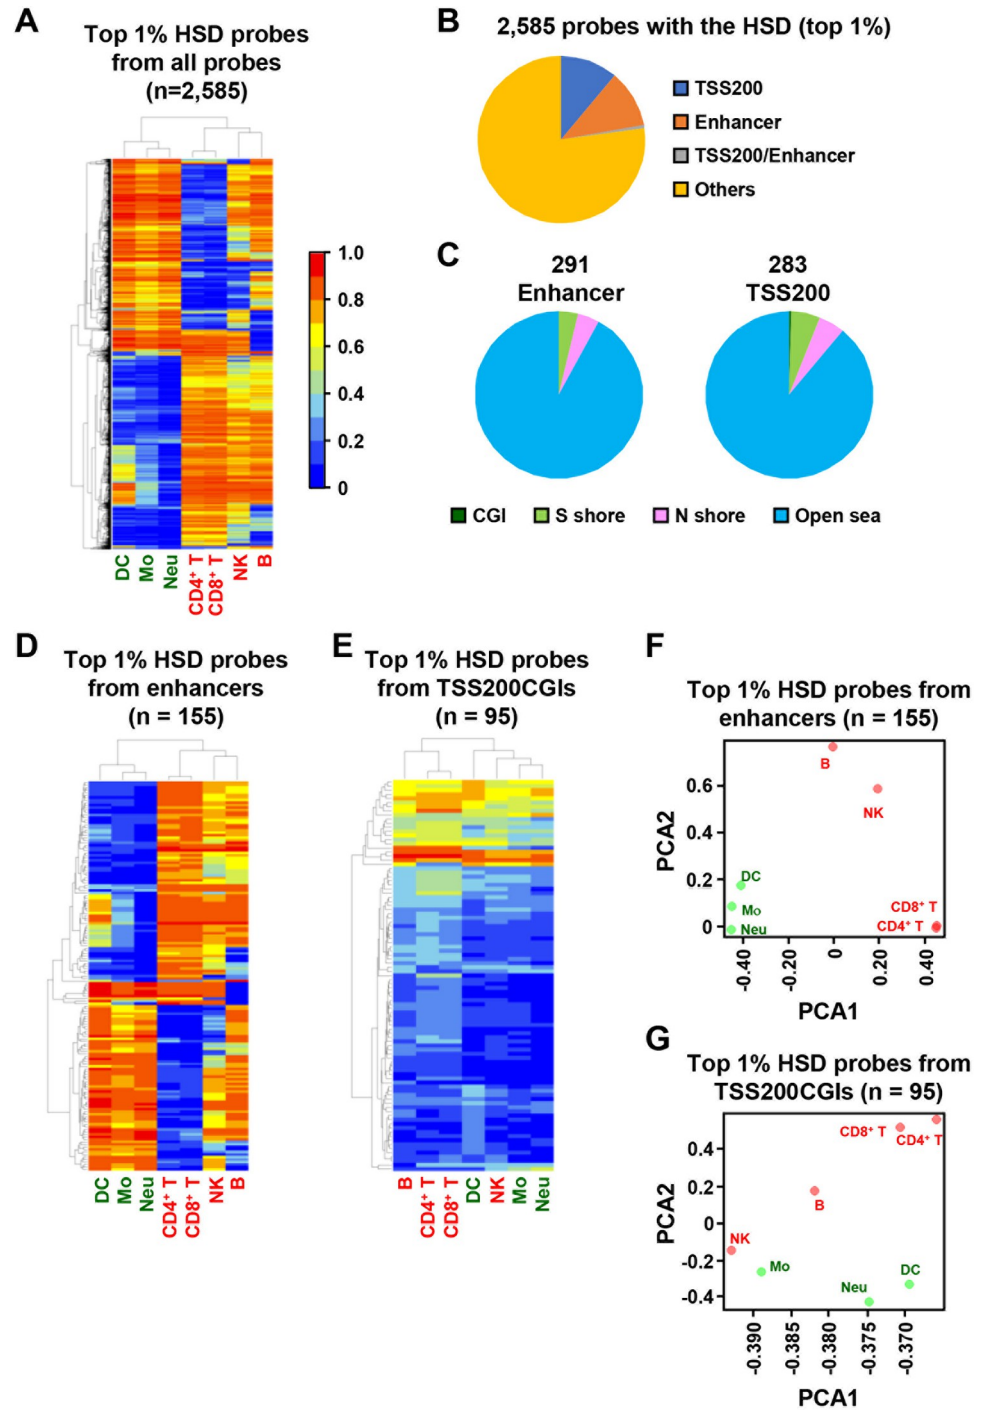 A
Top 1% HSD probes
from all probes
(n=2,585)
1.0
0.8
0.6
0.4
0.2
0
DC
Mo
Neu
CD4⁺ T
CD8⁺ T
NK
B
B
2,585 probes with the HSD (top 1%)
TSS200
Enhancer
TSS200/Enhancer
Others
C
291
Enhancer
283
TSS200
CGI
S shore
N shore
Open sea
D
Top 1% HSD probes
from enhancers
(n = 155)
DC
Mo
Neu
CD4⁺ T
CD8⁺ T
NK
B
E
Top 1% HSD probes
from TSS200CGIs
(n = 95)
B
CD4⁺ T
CD8⁺ T
DC
NK
Mo
Neu
F
Top 1% HSD probes from
enhancers (n = 155)
PCA2
0.6
0.4
0.2
0
B
NK
DC
Mo
Neu
CD8⁺ T
CD4⁺ T
-0.40
-0.20
0
0.20
0.40
PCA1
G
Top 1% HSD probes from
TSS200CGIs (n = 95)
PCA2
0.4
0.2
0
-0.2
-0.4
CD8⁺ T
CD4⁺ T
B
NK
Mo
DC
Neu
-0.390
-0.385
-0.380
-0.375
-0.370
PCA1